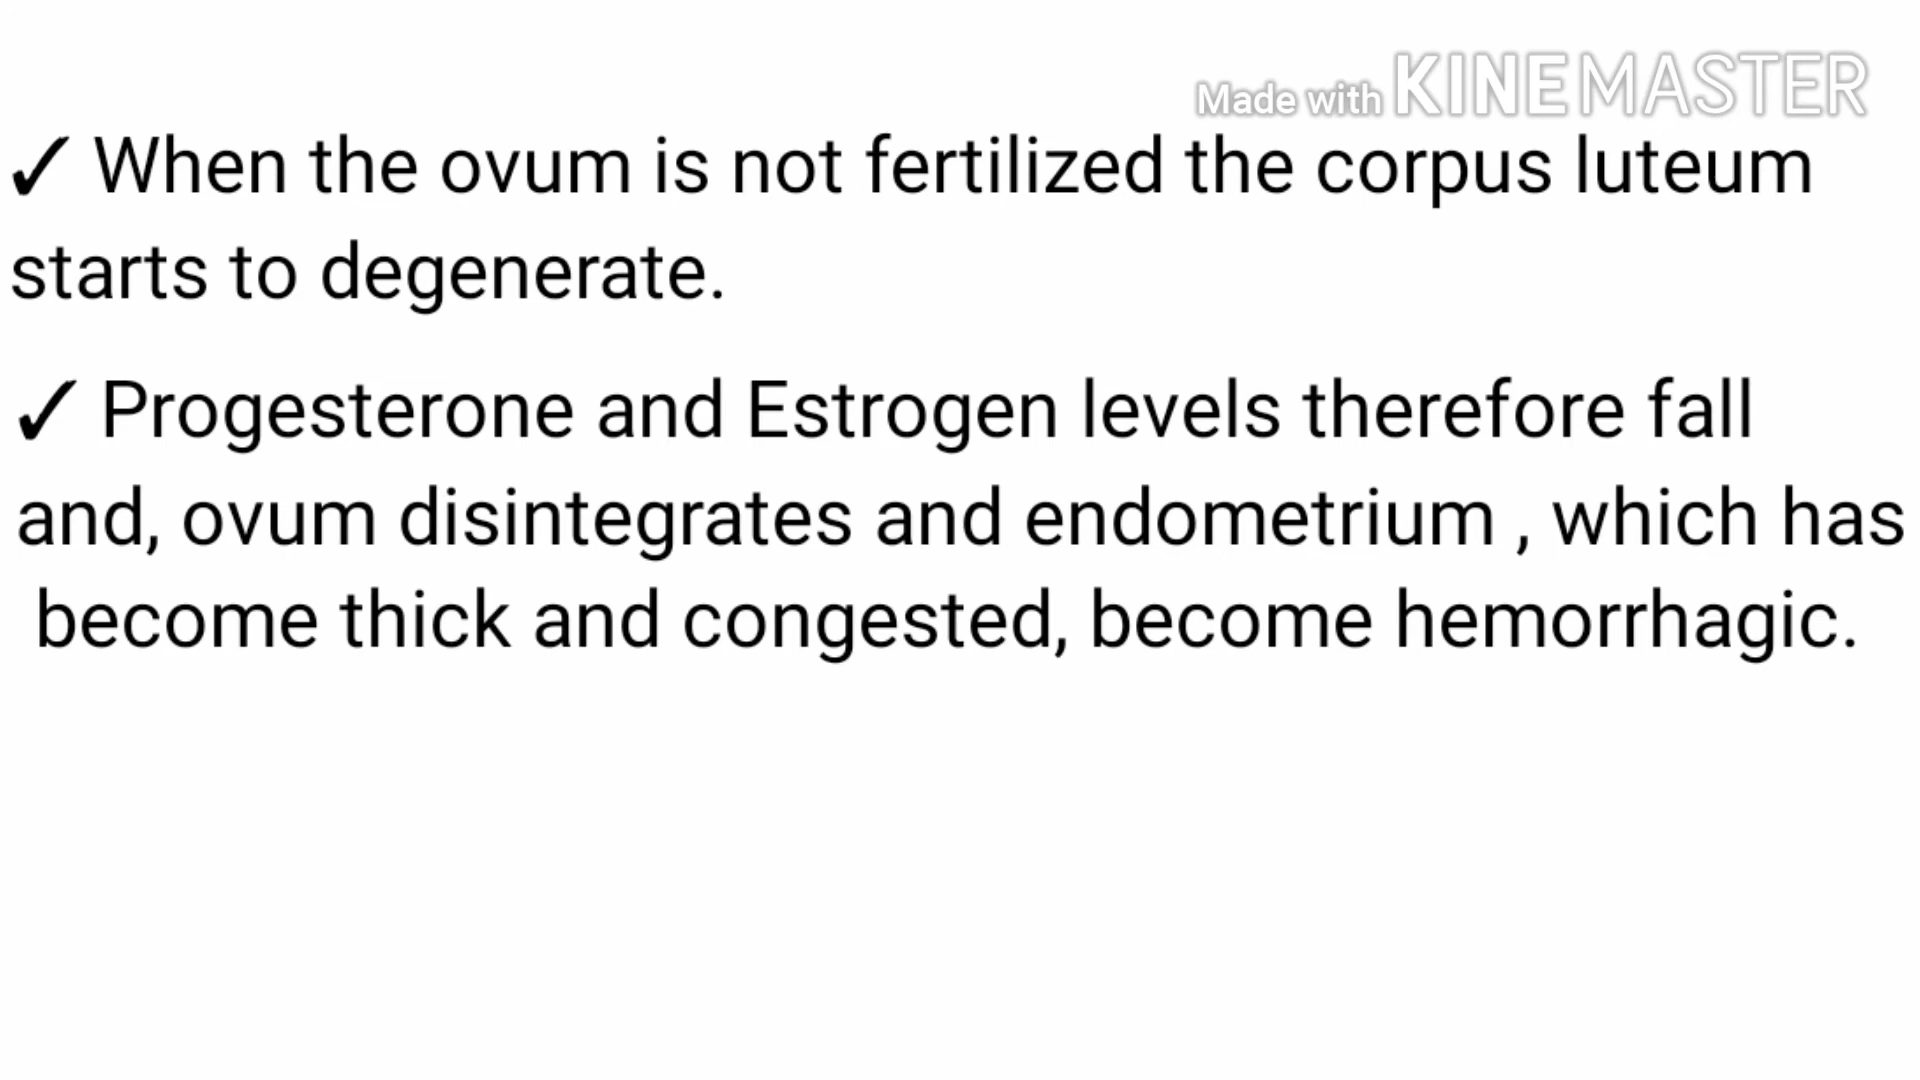 Made with KINEMASTER
✓ When the ovum is not fertilized the corpus luteum
starts to degenerate.
✓ Progesterone and Estrogen levels therefore fall
and, ovum disintegrates and endometrium , which has
become thick and congested, become hemorrhagic.